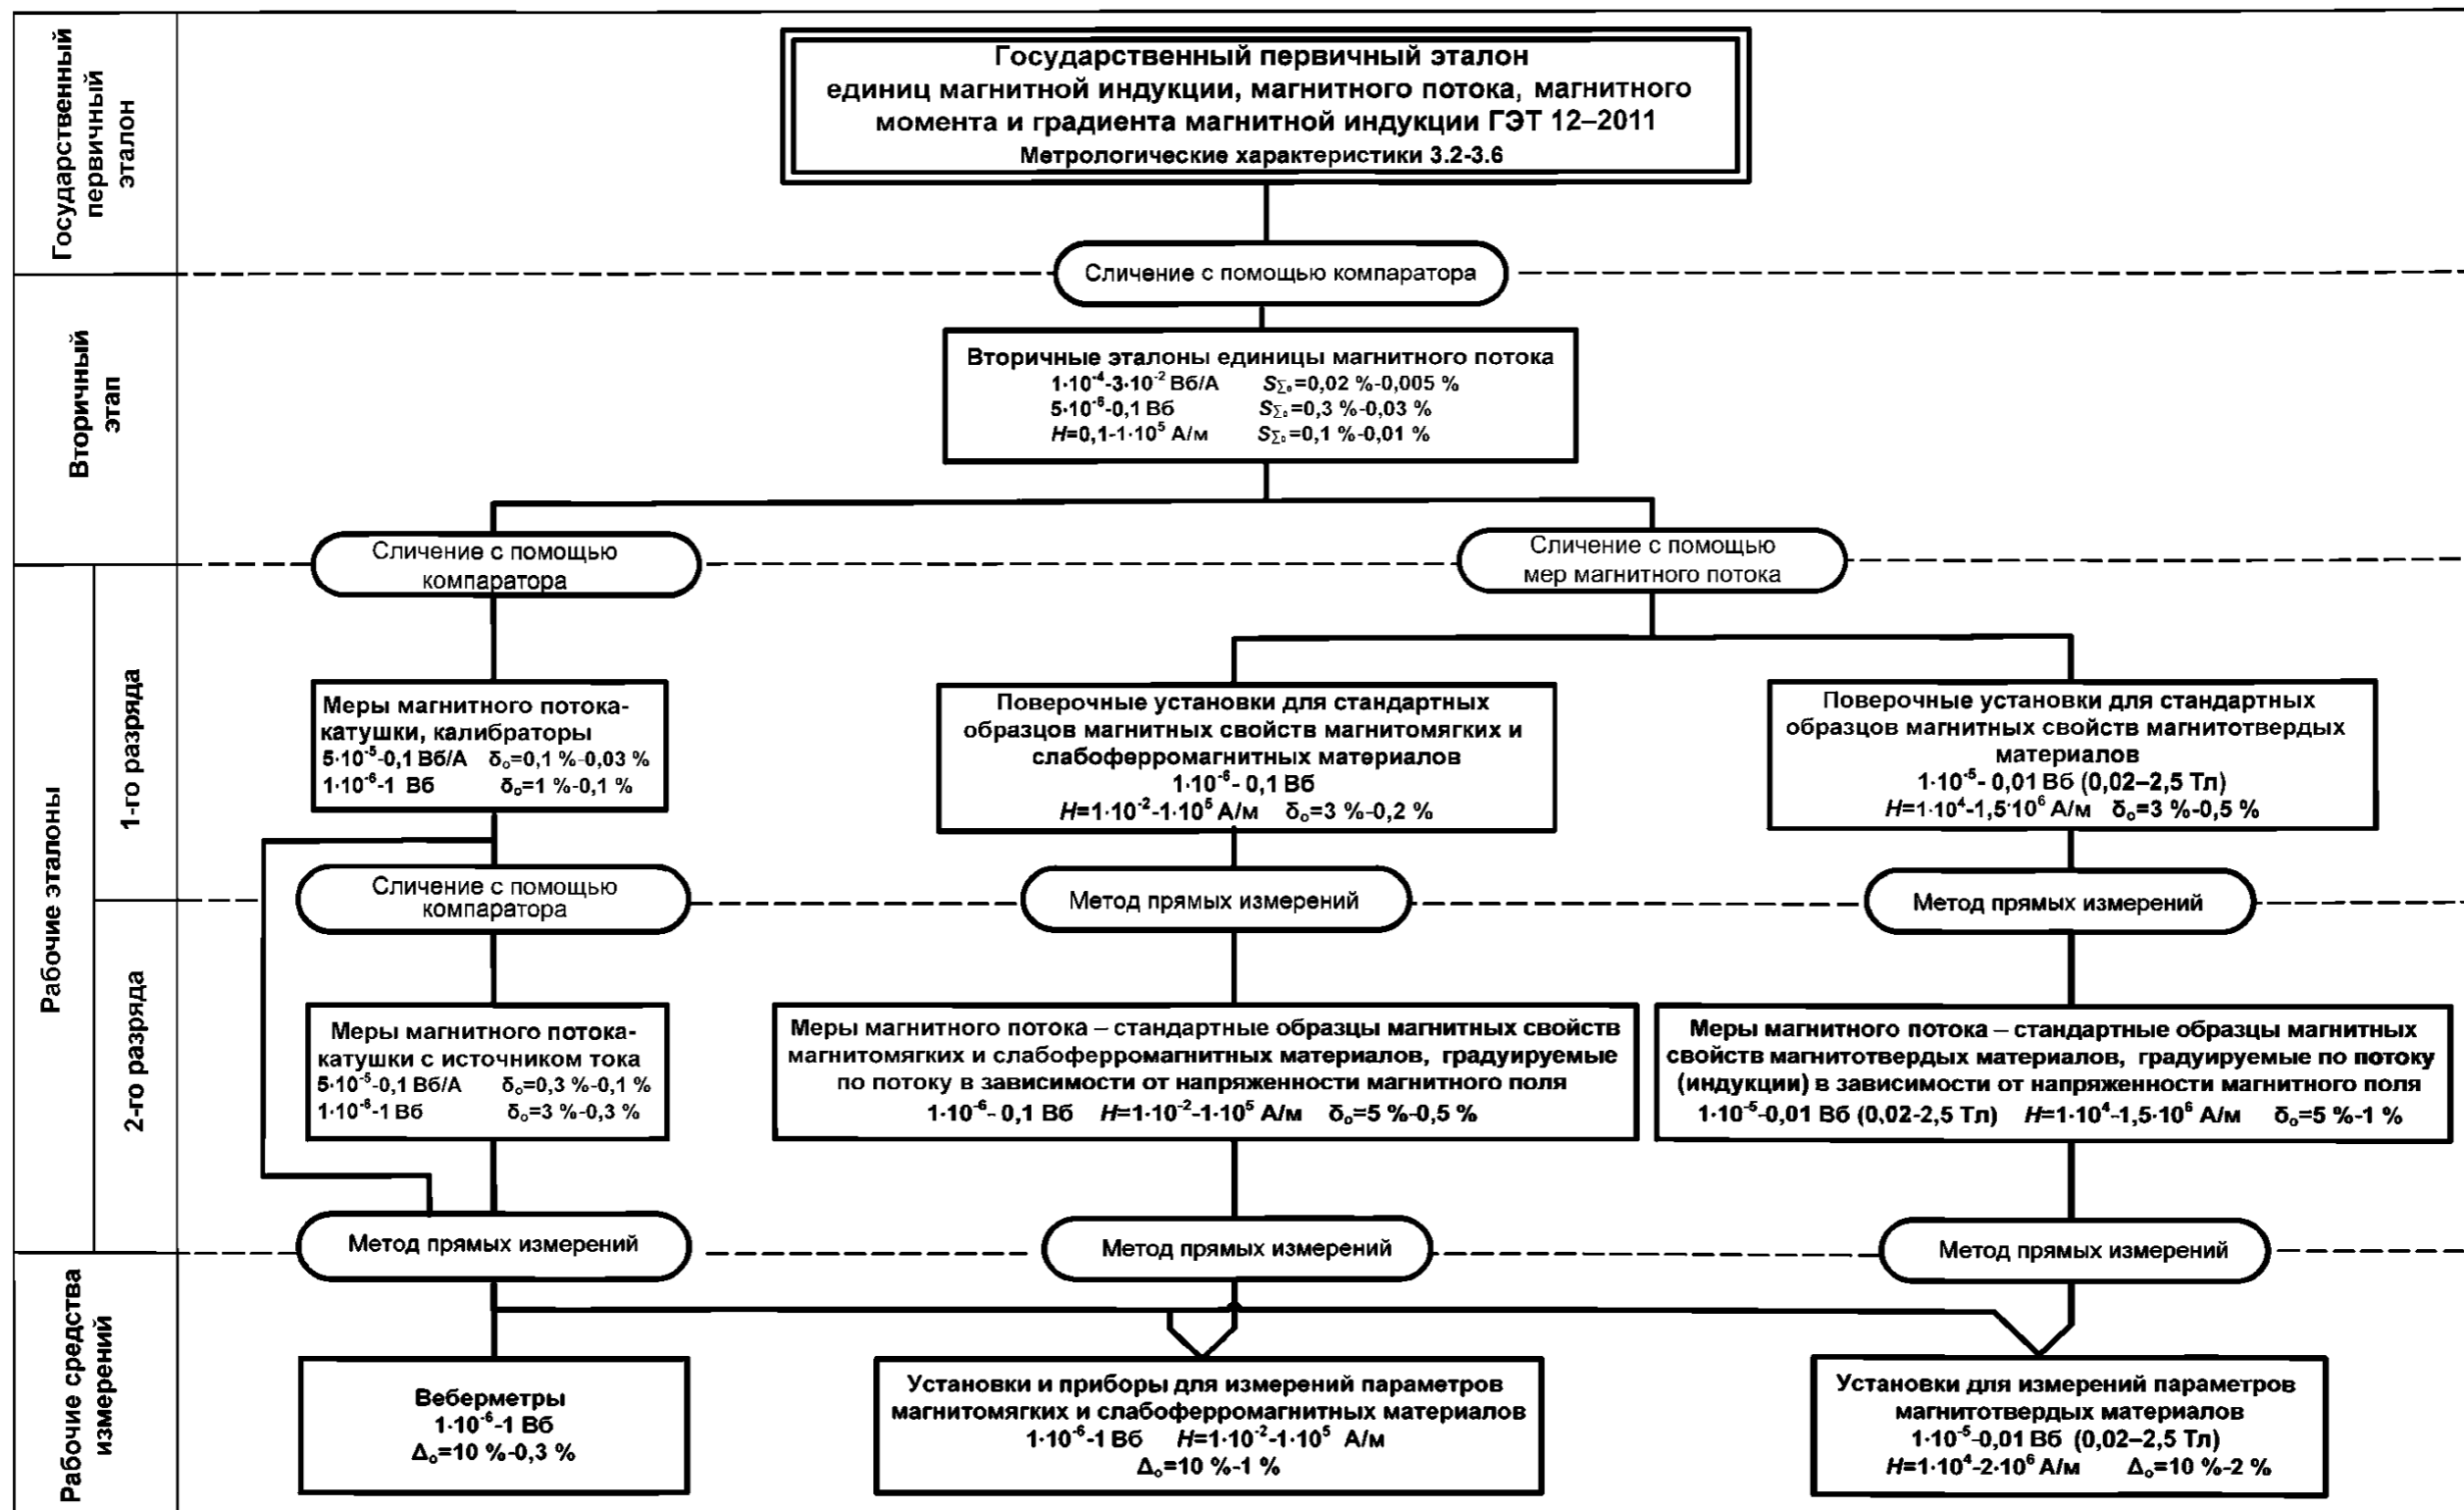 Государственный
первичный
эталон
Государственный первичный эталон
единиц магнитной индукции, магнитного потока, магнитного
момента и градиента магнитной индукции ГЭТ 12–2011
Метрологические характеристики 3.2-3.6
Сличение с помощью компаратора
Вторичный
этап
Вторичные эталоны единицы магнитного потока
1·10⁻⁴-3·10⁻² Вб/А S_Σ₀=0,02 %-0,005 %
5·10⁻⁶-0,1 Вб S_Σ₀=0,3 %-0,03 %
H=0,1-1·10⁵ А/м S_Σ₀=0,1 %-0,01 %
Сличение с помощью
компаратора
Сличение с помощью
мер магнитного потока
Рабочие эталоны
1-го разряда
Меры магнитного потока-
катушки, калибраторы
5·10⁻⁵-0,1 Вб/А δ₀=0,1 %-0,03 %
1·10⁻⁶-1 Вб δ₀=1 %-0,1 %
Поверочные установки для стандартных
образцов магнитных свойств магнитомягких и
слабоферромагнитных материалов
1·10⁻⁶- 0,1 Вб
H=1·10⁻²-1·10⁵ А/м δ₀=3 %-0,2 %
Поверочные установки для стандартных
образцов магнитных свойств магнитотвердых
материалов
1·10⁻⁵- 0,01 Вб (0,02–2,5 Тл)
H=1·10⁴-1,5·10⁶ А/м δ₀=3 %-0,5 %
Сличение с помощью
компаратора
Метод прямых измерений
Метод прямых измерений
2-го разряда
Меры магнитного потока-
катушки с источником тока
5·10⁻⁵-0,1 Вб/А δ₀=0,3 %-0,1 %
1·10⁻⁶-1 Вб δ₀=3 %-0,3 %
Меры магнитного потока – стандартные образцы магнитных свойств
магнитомягких и слабоферромагнитных материалов, градуируемые
по потоку в зависимости от напряженности магнитного поля
1·10⁻⁶- 0,1 Вб H=1·10⁻²-1·10⁵ А/м δ₀=5 %-0,5 %
Меры магнитного потока – стандартные образцы магнитных
свойств магнитотвердых материалов, градуируемые по потоку
(индукции) в зависимости от напряженности магнитного поля
1·10⁻⁵-0,01 Вб (0,02-2,5 Тл) H=1·10⁴-1,5·10⁶ А/м δ₀=5 %-1 %
Метод прямых измерений
Метод прямых измерений
Метод прямых измерений
Рабочие средства
измерений
Веберметры
1·10⁻⁶-1 Вб
Δ₀=10 %-0,3 %
Установки и приборы для измерений параметров
магнитомягких и слабоферромагнитных материалов
1·10⁻⁶-1 Вб H=1·10⁻²-1·10⁵ А/м
Δ₀=10 %-1 %
Установки для измерений параметров
магнитотвердых материалов
1·10⁻⁵-0,01 Вб (0,02–2,5 Тл)
H=1·10⁴-2·10⁶ А/м Δ₀=10 %-2 %